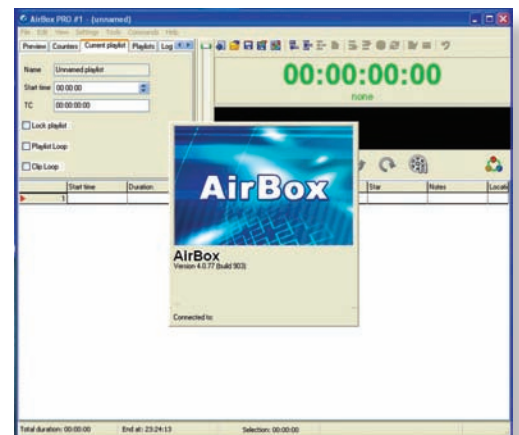 AirBox PRO #1 - (unnamed)
File Edit View Settings Tools Commands Help
Preview Counters Current playlist Playlists Log
Name Unnamed playlist
Start time 00:00:00
TC 00:00:00:00
Lock playlist
Playlist Loop
Clip Loop
00:00:00:00
none
Start time Duration Star Notes Locati
1
AirBox
AirBox
Version 4.0.77 (build 903)
Connected to:
Total duration: 00:00:00 End at: 23:24:13 Selection: 00:00:00